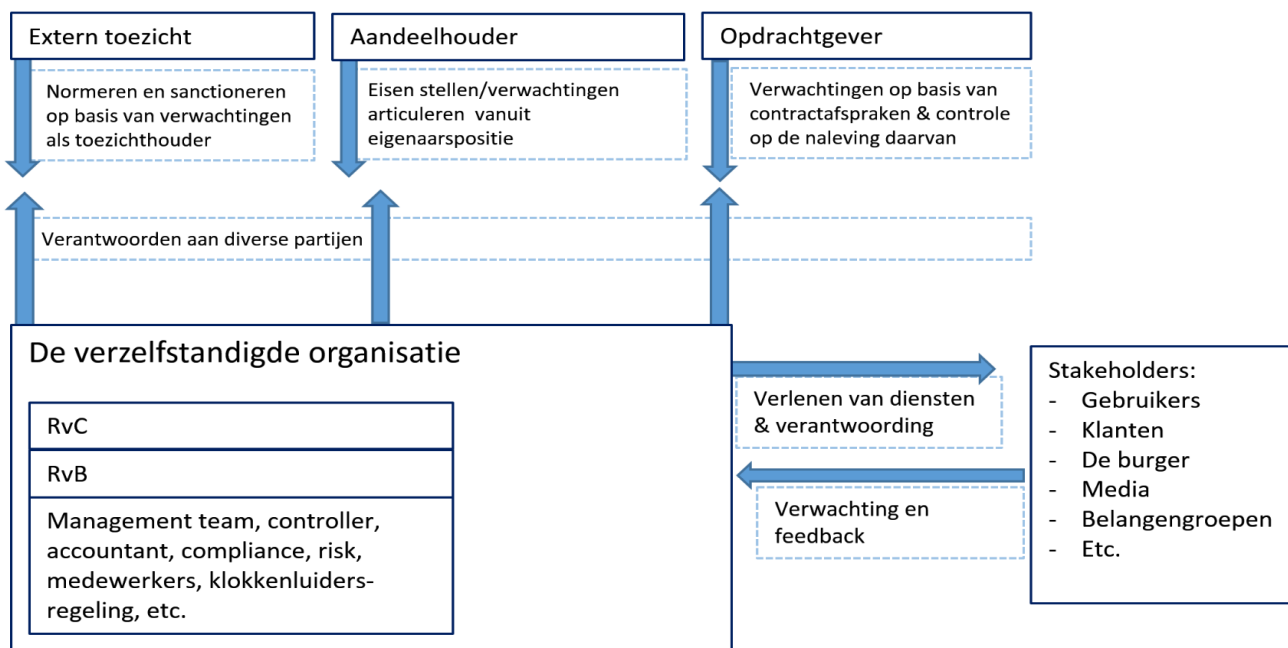 Extern toezicht
Normeren en sanctioneren
op basis van verwachtingen
als toezichthouder
Aandeelhouder
Eisen stellen/verwachtingen
articuleren vanuit
eigenaarspositie
Opdrachtgever
Verwachtingen op basis van
contractafspraken & controle
op de naleving daarvan
Verantwoorden aan diverse partijen
De verzelfstandigde organisatie
RvC
RvB
Management team, controller,
accountant, compliance, risk,
medewerkers, klokkenluiders-
regeling, etc.
Verlenen van diensten
& verantwoording
Verwachting en
feedback
Stakeholders:
- Gebruikers
- Klanten
- De burger
- Media
- Belangengroepen
- Etc.